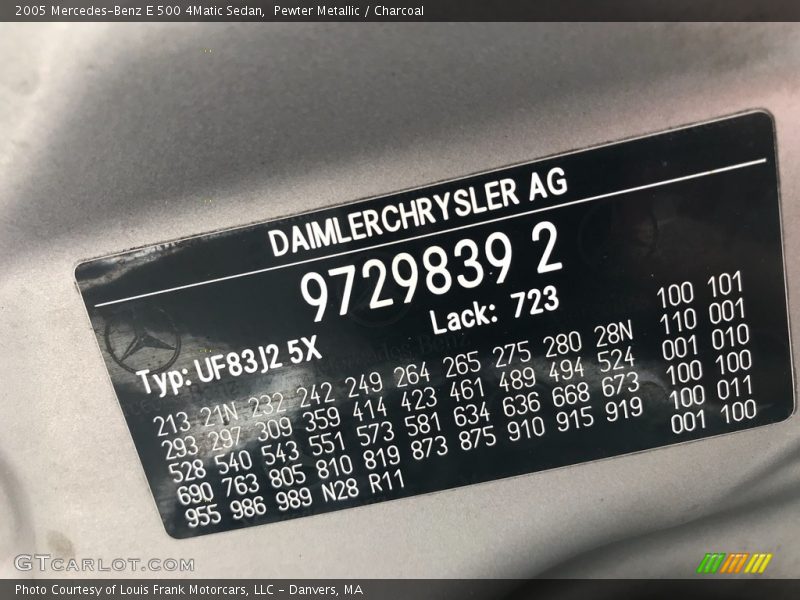 2005 Mercedes-Benz E 500 4Matic Sedan, Pewter Metallic / Charcoal
DAIMLERCHRYSLER AG
9729839 2
Lack: 723
Typ: UF83J2 5X
213 21N 232 242 249 264 265 275 280 28N
293 297 309 359 414 423 461 489 494 524
528 540 543 551 573 581 634 636 668 673
690 763 805 810 819 873 875 910 915 919
955 986 989 N28 R11
100 101
110 001
001 010
100 100
100 011
001 100
GTCARLOT.COM
Photo Courtesy of Louis Frank Motorcars, LLC - Danvers, MA